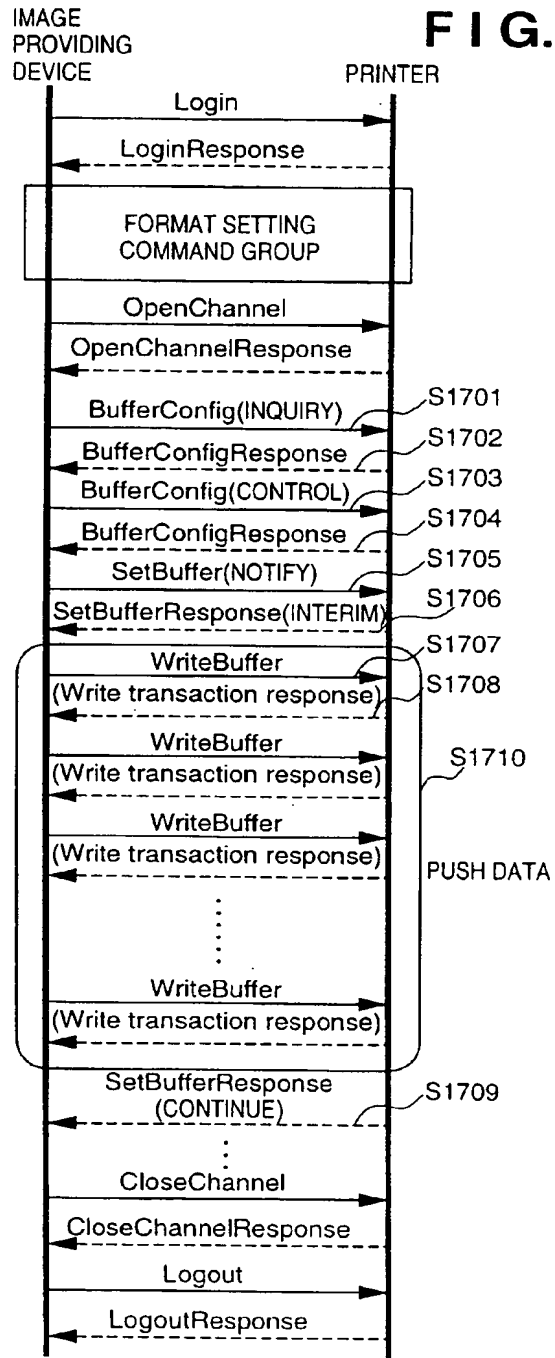 IMAGE
PROVIDING
DEVICE
FIG.
PRINTER
Login
LoginResponse
FORMAT SETTING
COMMAND GROUP
OpenChannel
OpenChannelResponse
BufferConfig(INQUIRY)
S1701
BufferConfigResponse
S1702
BufferConfig(CONTROL)
S1703
BufferConfigResponse
S1704
SetBuffer(NOTIFY)
S1705
SetBufferResponse(INTERIM)
S1706
WriteBuffer
S1707
(Write transaction response)
S1708
WriteBuffer
(Write transaction response)
S1710
WriteBuffer
(Write transaction response)
PUSH DATA
WriteBuffer
(Write transaction response)
SetBufferResponse
(CONTINUE)
S1709
CloseChannel
CloseChannelResponse
Logout
LogoutResponse